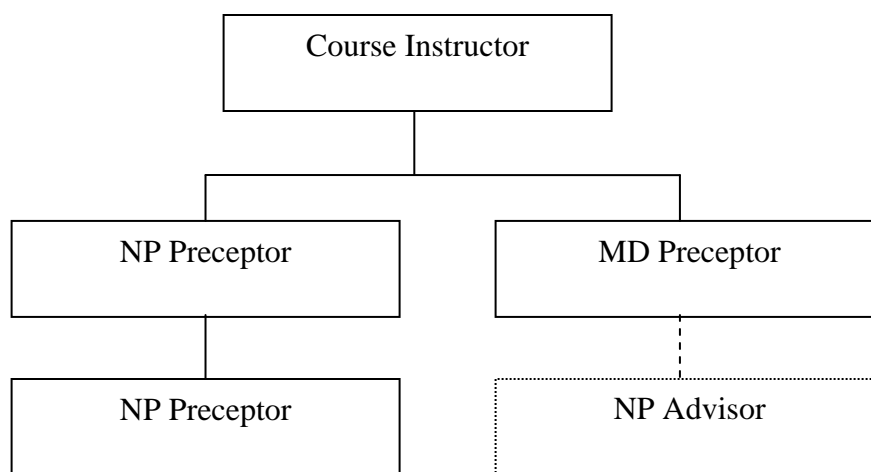 Course Instructor
NP Preceptor
MD Preceptor
NP Preceptor
NP Advisor